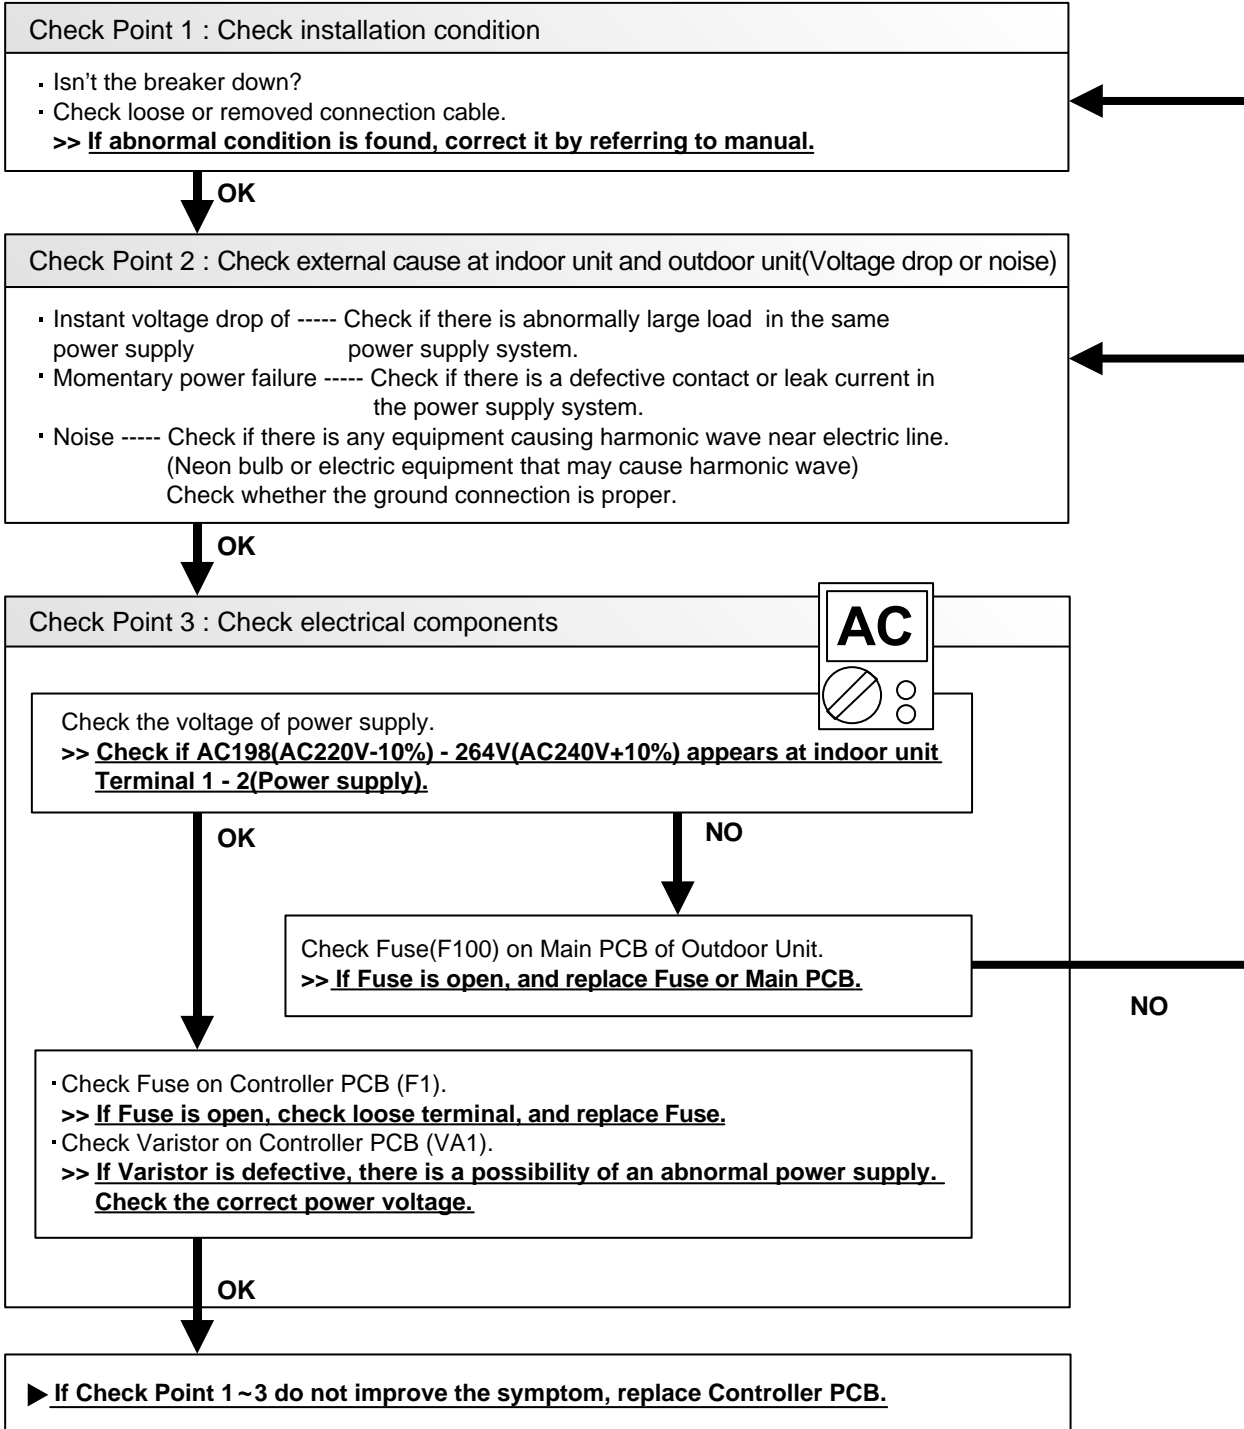 Check Point 1 : Check installation condition
· Isn't the breaker down?
· Check loose or removed connection cable.
>> If abnormal condition is found, correct it by referring to manual.
OK
Check Point 2 : Check external cause at indoor unit and outdoor unit(Voltage drop or noise)
· Instant voltage drop of ----- Check if there is abnormally large load in the same
power supply power supply system.
· Momentary power failure ----- Check if there is a defective contact or leak current in
the power supply system.
· Noise ----- Check if there is any equipment causing harmonic wave near electric line.
(Neon bulb or electric equipment that may cause harmonic wave)
Check whether the ground connection is proper.
OK
Check Point 3 : Check electrical components
AC
Check the voltage of power supply.
>> Check if AC198(AC220V-10%) - 264V(AC240V+10%) appears at indoor unit
Terminal 1 - 2(Power supply).
OK
NO
Check Fuse(F100) on Main PCB of Outdoor Unit.
>> If Fuse is open, and replace Fuse or Main PCB.
NO
· Check Fuse on Controller PCB (F1).
>> If Fuse is open, check loose terminal, and replace Fuse.
· Check Varistor on Controller PCB (VA1).
>> If Varistor is defective, there is a possibility of an abnormal power supply.
Check the correct power voltage.
OK
▶ If Check Point 1~3 do not improve the symptom, replace Controller PCB.